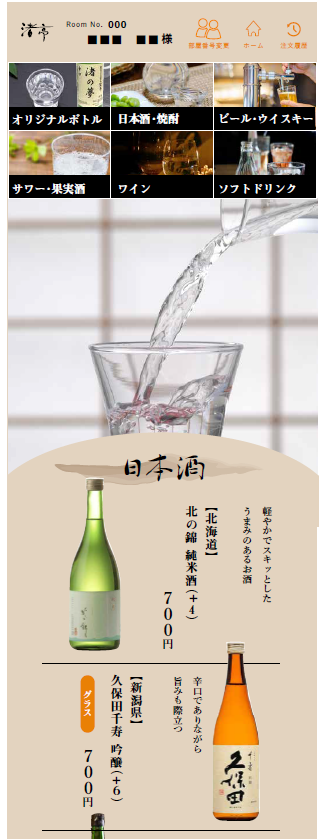 渚亭
Room No. 000
■■■ ■■様
部屋番号変更
ホーム
注文履歴
渚の夢
オリジナルボトル
日本酒・焼酎
ビール・ウイスキー
サワー・果実酒
ワイン
ソフトドリンク
日本酒
軽やかでスキッとした
うまみのあるお酒
【北海道】
北の錦 純米酒（+4）
700円
辛口でありながら
旨みも際立つ
【新潟県】
久保田千寿 吟醸（+6）
グラス
700円
千寿
久保田